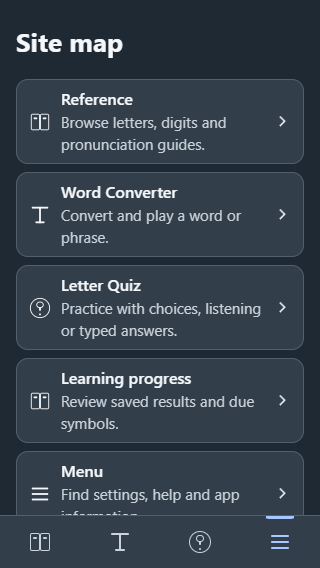 Site map
Reference
Browse letters, digits and
pronunciation guides.
Word Converter
Convert and play a word or
phrase.
Letter Quiz
Practice with choices, listening
or typed answers.
Learning progress
Review saved results and due
symbols.
Menu
Find settings, help and app